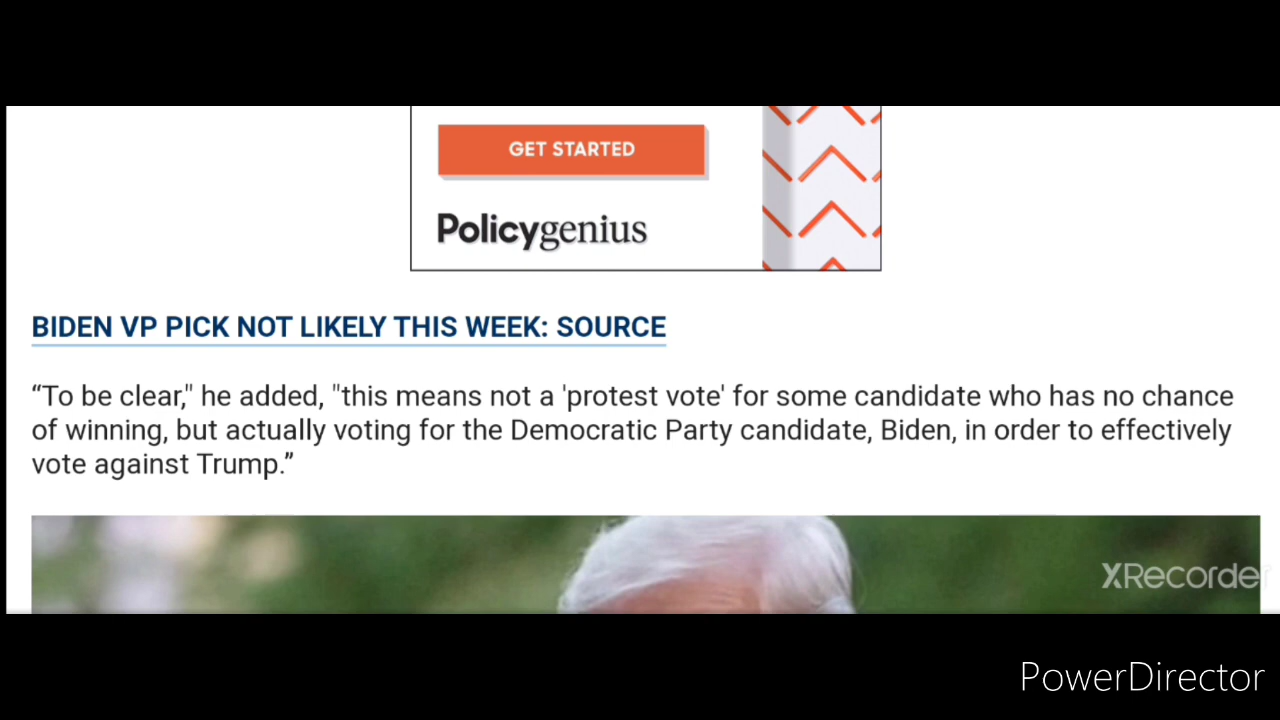 GET STARTED
Policygenius
BIDEN VP PICK NOT LIKELY THIS WEEK: SOURCE
“To be clear," he added, "this means not a 'protest vote' for some candidate who has no chance
of winning, but actually voting for the Democratic Party candidate, Biden, in order to effectively
vote against Trump.”
XRecorder
PowerDirector